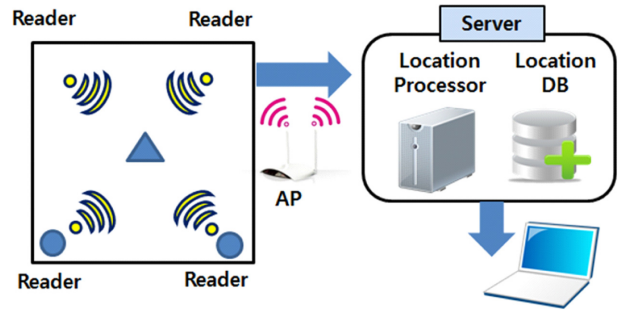 Reader
Reader
Server
Location
Processor
Location
DB
AP
Reader
Reader